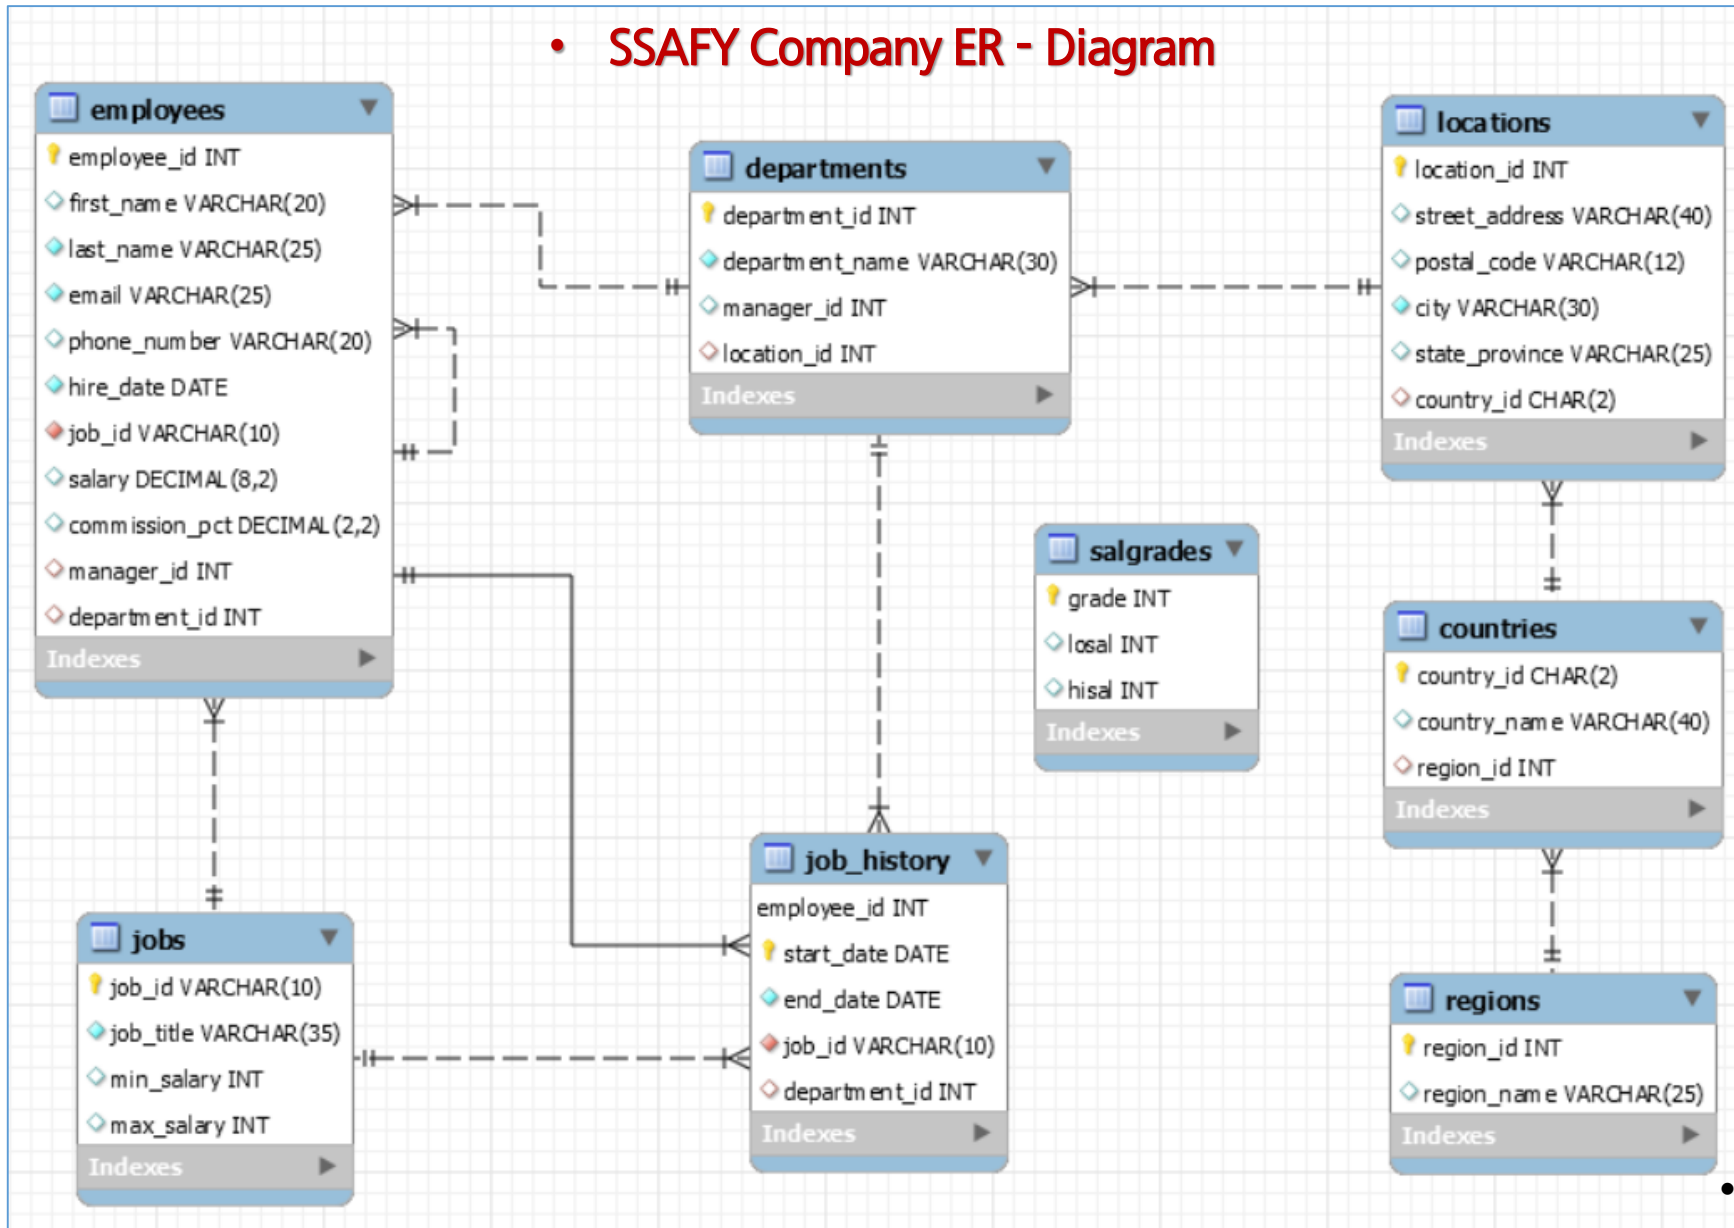 • SSAFY Company ER - Diagram
employees
employee_id INT
first_name VARCHAR(20)
last_name VARCHAR(25)
email VARCHAR(25)
phone_number VARCHAR(20)
hire_date DATE
job_id VARCHAR(10)
salary DECIMAL(8,2)
commission_pct DECIMAL(2,2)
manager_id INT
department_id INT
Indexes
departments
department_id INT
department_name VARCHAR(30)
manager_id INT
location_id INT
Indexes
locations
location_id INT
street_address VARCHAR(40)
postal_code VARCHAR(12)
city VARCHAR(30)
state_province VARCHAR(25)
country_id CHAR(2)
Indexes
salgrades
grade INT
losal INT
hisal INT
Indexes
countries
country_id CHAR(2)
country_name VARCHAR(40)
region_id INT
Indexes
jobs
job_id VARCHAR(10)
job_title VARCHAR(35)
min_salary INT
max_salary INT
Indexes
job_history
employee_id INT
start_date DATE
end_date DATE
job_id VARCHAR(10)
department_id INT
Indexes
regions
region_id INT
region_name VARCHAR(25)
Indexes
•